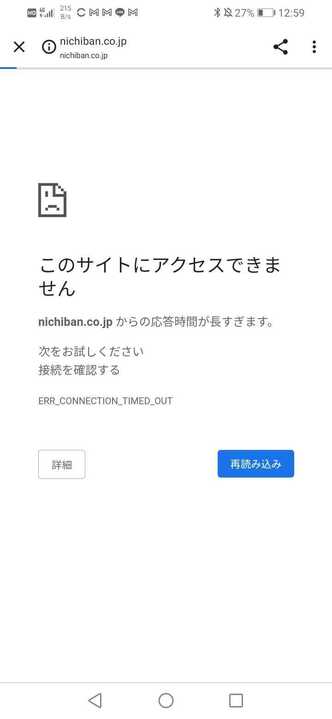 215
B/s
27%
12:59
nichiban.co.jp
nichiban.co.jp
このサイトにアクセスできま
せん
nichiban.co.jp からの応答時間が長すぎます。
次をお試しください
接続を確認する
ERR_CONNECTION_TIMED_OUT
詳細
再読み込み